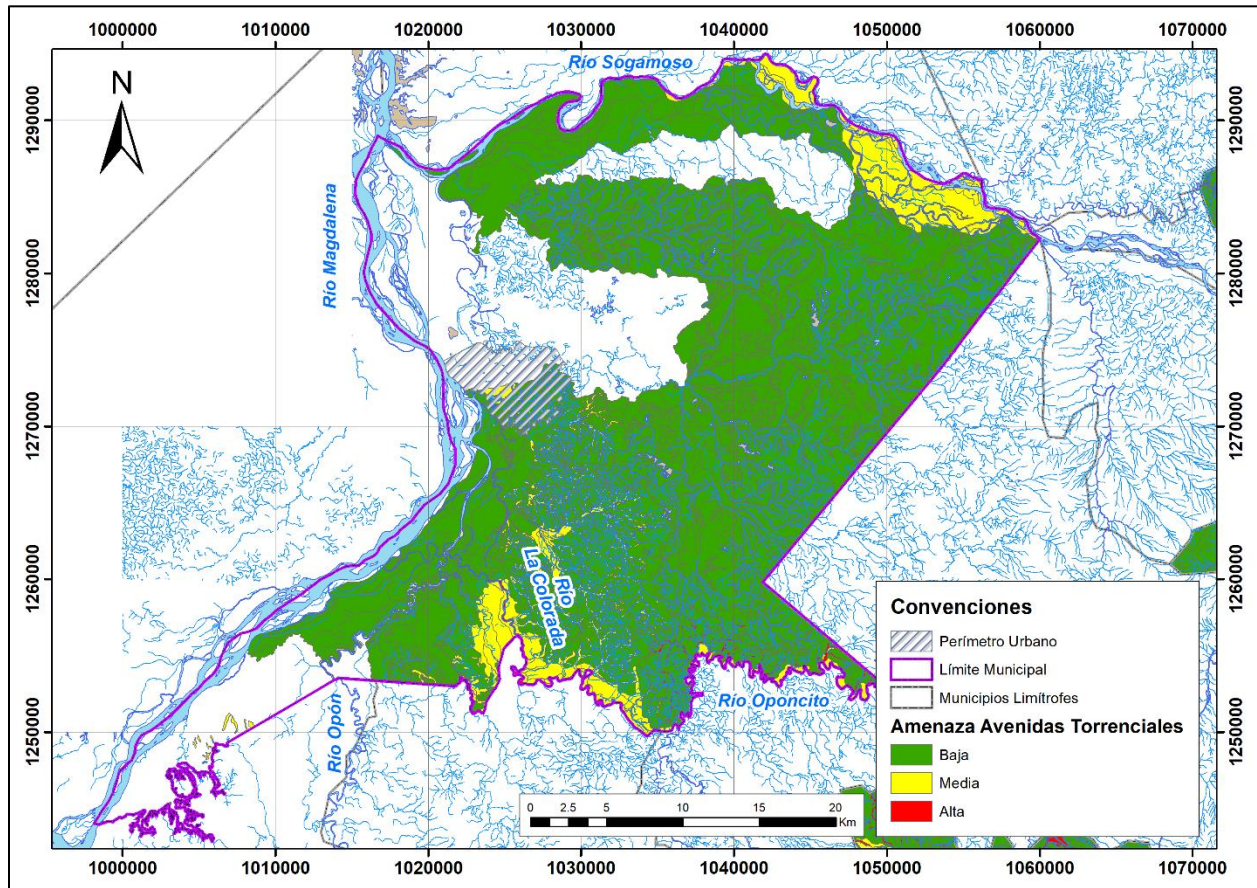 1000000 1010000 1020000 1030000 1040000 1050000 1060000 1070000
N
Río Sogamoso
1290000 1290000
Río Magdalena
1280000 1280000
1270000 1270000
1260000 1260000
Río
La Colorada
Río Opón
Río Oponcito
1250000 1250000
Convenciones
Perímetro Urbano
Límite Municipal
Municipios Limítrofes
Amenaza Avenidas Torrenciales
Baja
Media
Alta
0 2.5 5 10 15 20
Km
1000000 1010000 1020000 1030000 1040000 1050000 1060000 1070000